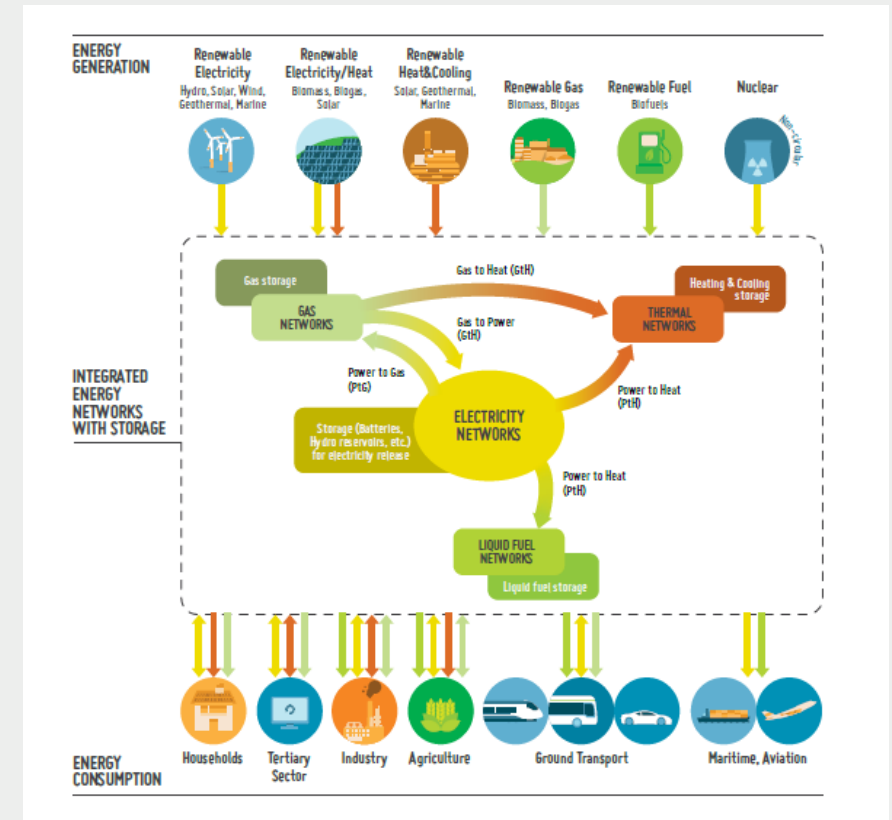 ENERGY
GENERATION
Renewable
Electricity
Hydro, Solar, Wind,
Geothermal, Marine
Renewable
Electricity/Heat
Biomass, Biogas,
Solar
Renewable
Heat&Cooling
Solar, Geothermal,
Marine
Renewable Gas
Biomass, Biogas
Renewable Fuel
Biofuels
Nuclear
Non-circular
INTEGRATED
ENERGY
NETWORKS
WITH STORAGE
Gas storage
GAS
NETWORKS
Gas to Heat (GtH)
Heating & Cooling
storage
THERMAL
NETWORKS
Gas to Power
(GtH)
Power to Gas
(PtG)
Power to Heat
(PtH)
ELECTRICITY
NETWORKS
Storage (Batteries,
Hydro reservoirs, etc.)
for electricity release
Power to Heat
(PtH)
LIQUID FUEL
NETWORKS
Liquid fuel storage
ENERGY
CONSUMPTION
Households
Tertiary
Sector
Industry
Agriculture
Ground Transport
Maritime, Aviation